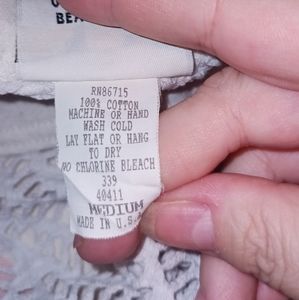 BEA
RN86715
100% COTTON
MACHINE OR HAND
WASH COLD
LAY FLAT OR HANG
TO DRY
NO CHLORINE BLEACH
339
40411
MEDIUM
MADE IN U.S.A